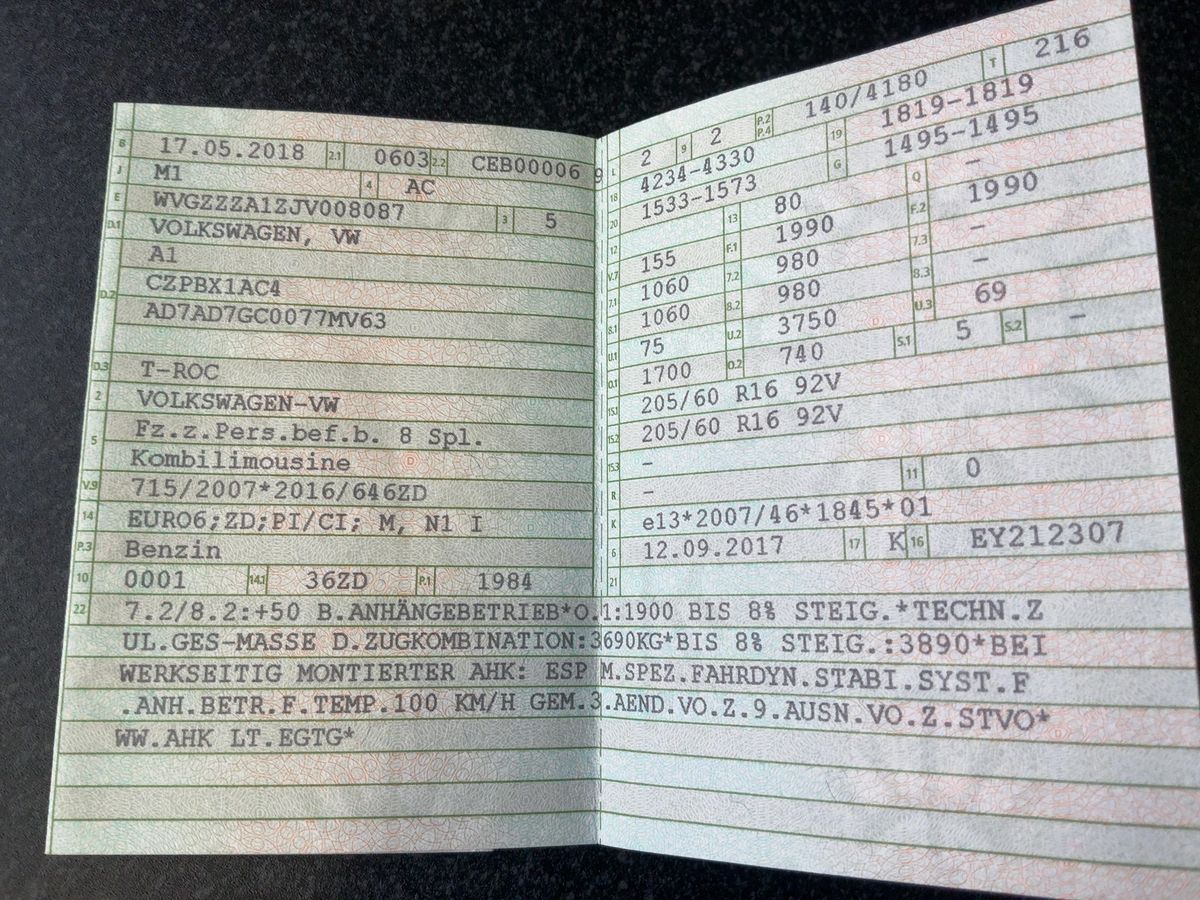 B 17.05.2018 2.1 0603 2.2 CEB00006 9
J M1 4 AC
E WVGZZZA1ZJV008087 3 5
D.1 VOLKSWAGEN, VW
A1
D.2 CZPBX1AC4
AD7AD7GC0077MV63
D.3 T-ROC
2 VOLKSWAGEN-VW
5 Fz.z.Pers.bef.b. 8 Spl.
Kombilimousine
V.9 715/2007*2016/646ZD
14 EURO6;ZD;PI/CI; M, N1 I
P.3 Benzin
10 0001 14.1 36ZD P.1 1984
L 2 9 2 P.2 P.4 140/4180 T 216
18 4234-4330 19 1819-1819
20 1533-1573 G 1495-1495
12 13 80 Q –
V.7 155 F.1 1990 F.2 1990
7.1 1060 7.2 980 7.3 –
8.1 1060 8.2 980 8.3 –
U.1 75 U.2 3750 U.3 69
O.1 1700 O.2 740 S.1 5 S.2 –
15.1 205/60 R16 92V
15.2 205/60 R16 92V
15.3 –
R – 11 0
K e13*2007/46*1845*01
6 12.09.2017 17 K 16 EY212307
21
22 7.2/8.2:+50 B.ANHÄNGEBETRIEB*O.1:1900 BIS 8% STEIG.*TECHN.Z
UL.GES-MASSE D.ZUGKOMBINATION:3690KG*BIS 8% STEIG.:3890*BEI
WERKSEITIG MONTIERTER AHK: ESP M.SPEZ.FAHRDYN.STABI.SYST.F
.ANH.BETR.F.TEMP.100 KM/H GEM.3.AEND.VO.Z.9.AUSN.VO.Z.STVO*
WW.AHK LT.EGTG*